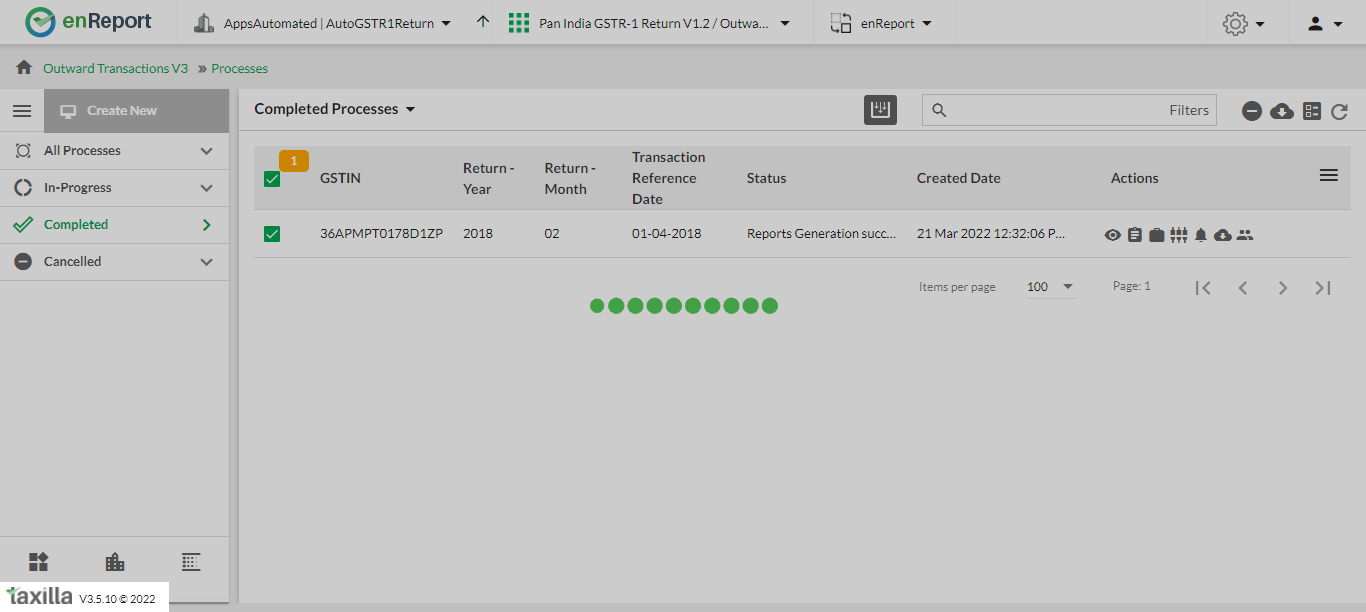 enReport
AppsAutomated | AutoGSTR1Return
Pan India GSTR-1 Return V1.2 / Outwa...
enReport
Outward Transactions V3 » Processes
Create New
All Processes
In-Progress
Completed
Cancelled
Completed Processes
Filters
1
GSTIN
Return - Year
Return - Month
Transaction Reference Date
Status
Created Date
Actions
36APMPT0178D1ZP 2018 02 01-04-2018 Reports Generation succ... 21 Mar 2022 12:32:06 P...
Items per page 100 Page: 1
taxilla V3.5.10 © 2022